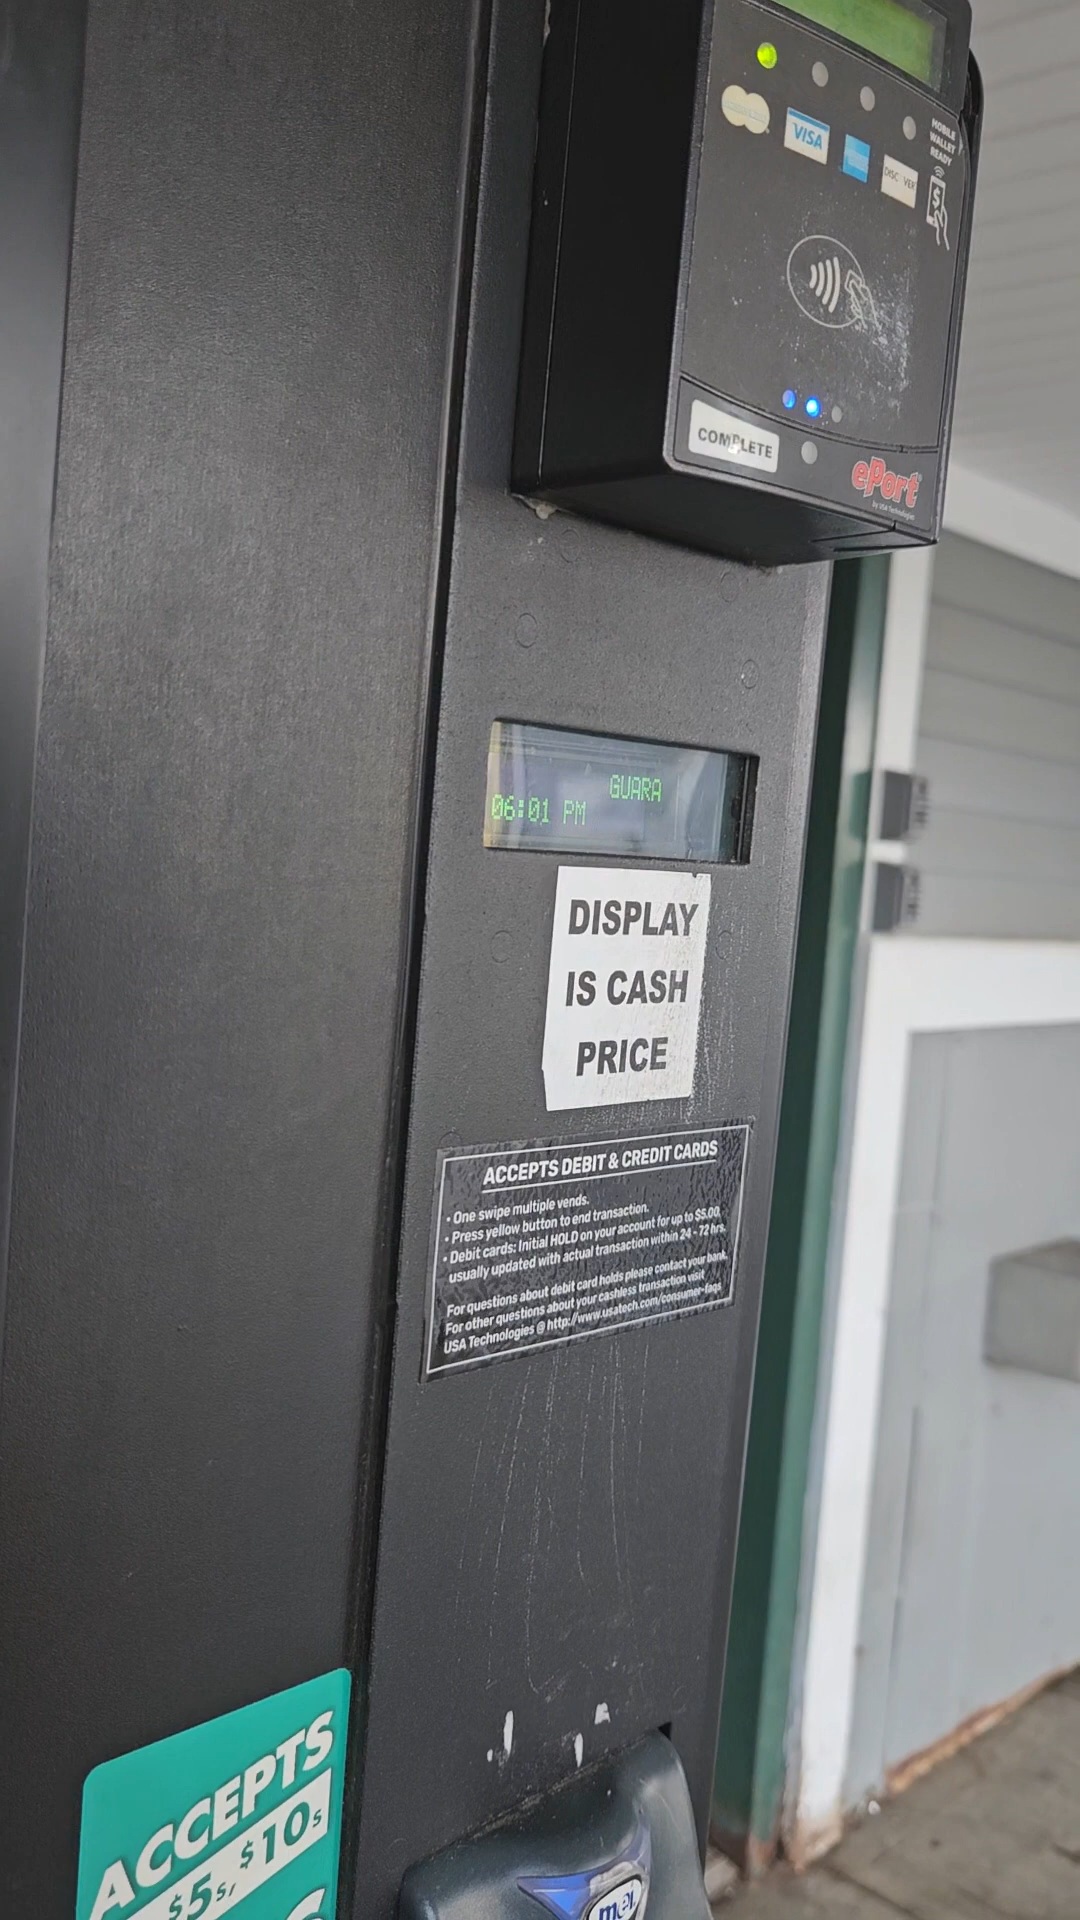 MOBILE
WALLET
READY
VISA
DISCOVER
COMPLETE
ePort
by USA Technologies
GUARA
06:01 PM
DISPLAY
IS CASH
PRICE
ACCEPTS DEBIT & CREDIT CARDS
• One swipe multiple vends.
• Press yellow button to end transaction.
• Debit cards: Initial HOLD on your account for up to $5.00,
usually updated with actual transaction within 24 - 72 hrs.
For questions about debit card holds please contact your bank.
For other questions about your cashless transaction visit
USA Technologies @ http://www.usatech.com/consumer-faqs
ACCEPTS
$5s, $10s
mei